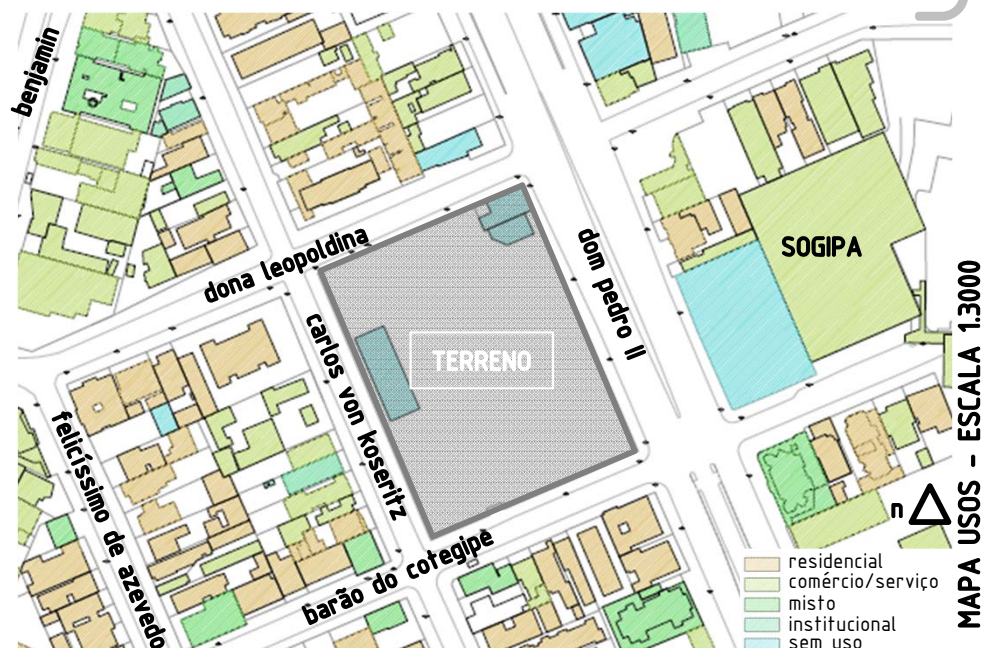 benjamin
dona leopoldina
dom pedro II
SOGIPA
TERRENO
carlos von koseritz
felicíssimo de azevedo
barão do cotegipe
n
residencial
comércio/serviço
misto
institucional
sem uso
MAPA USOS - ESCALA 1.3000